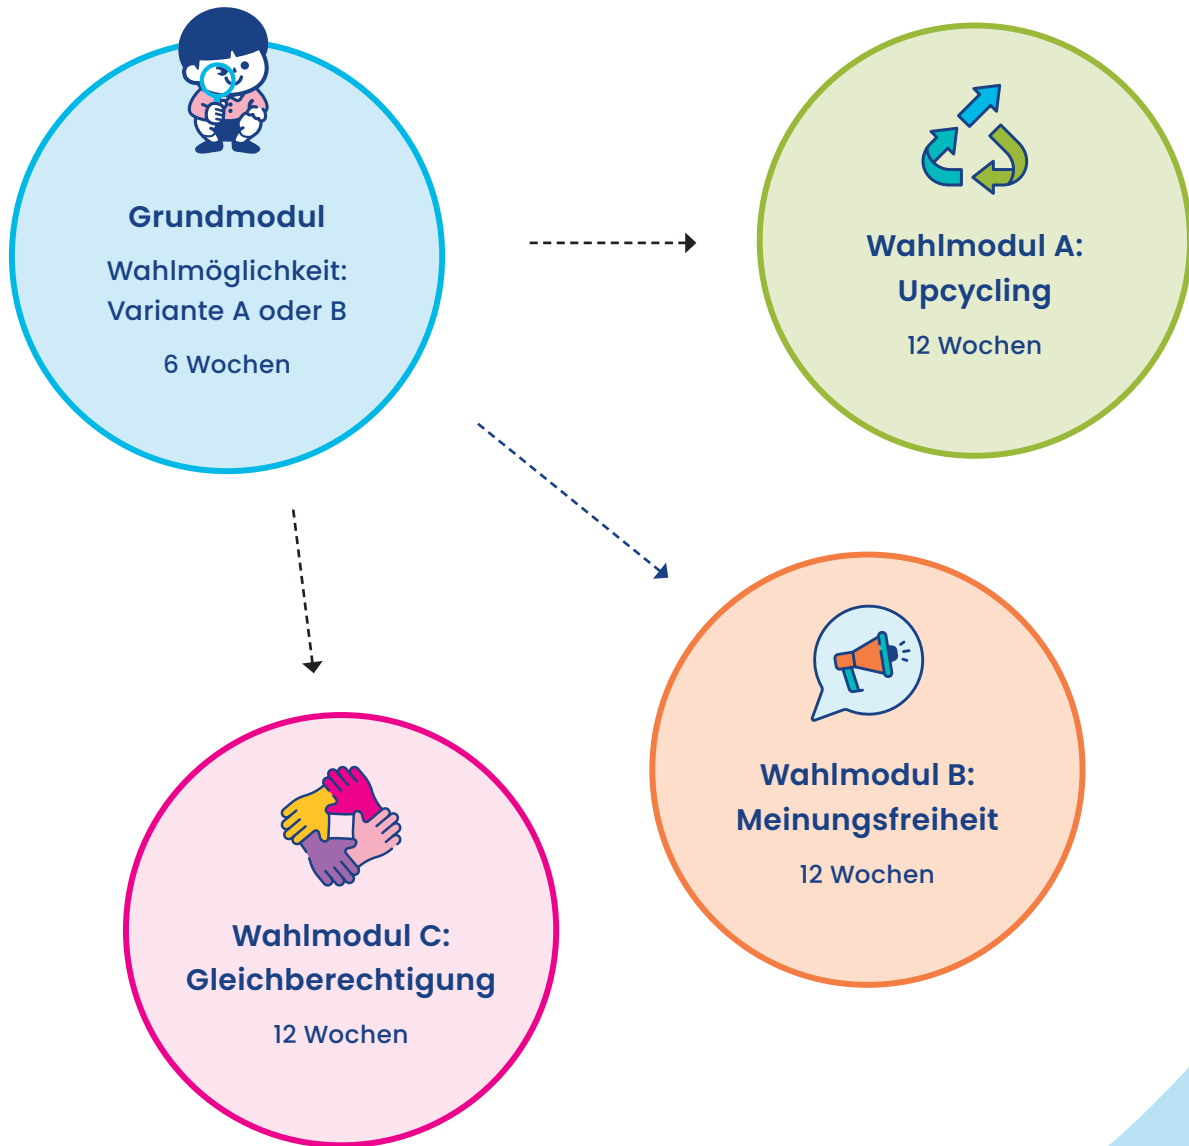 Grundmodul
Wahlmöglichkeit:
Variante A oder B
6 Wochen
Wahlmodul A:
Upcycling
12 Wochen
Wahlmodul B:
Meinungsfreiheit
12 Wochen
Wahlmodul C:
Gleichberechtigung
12 Wochen